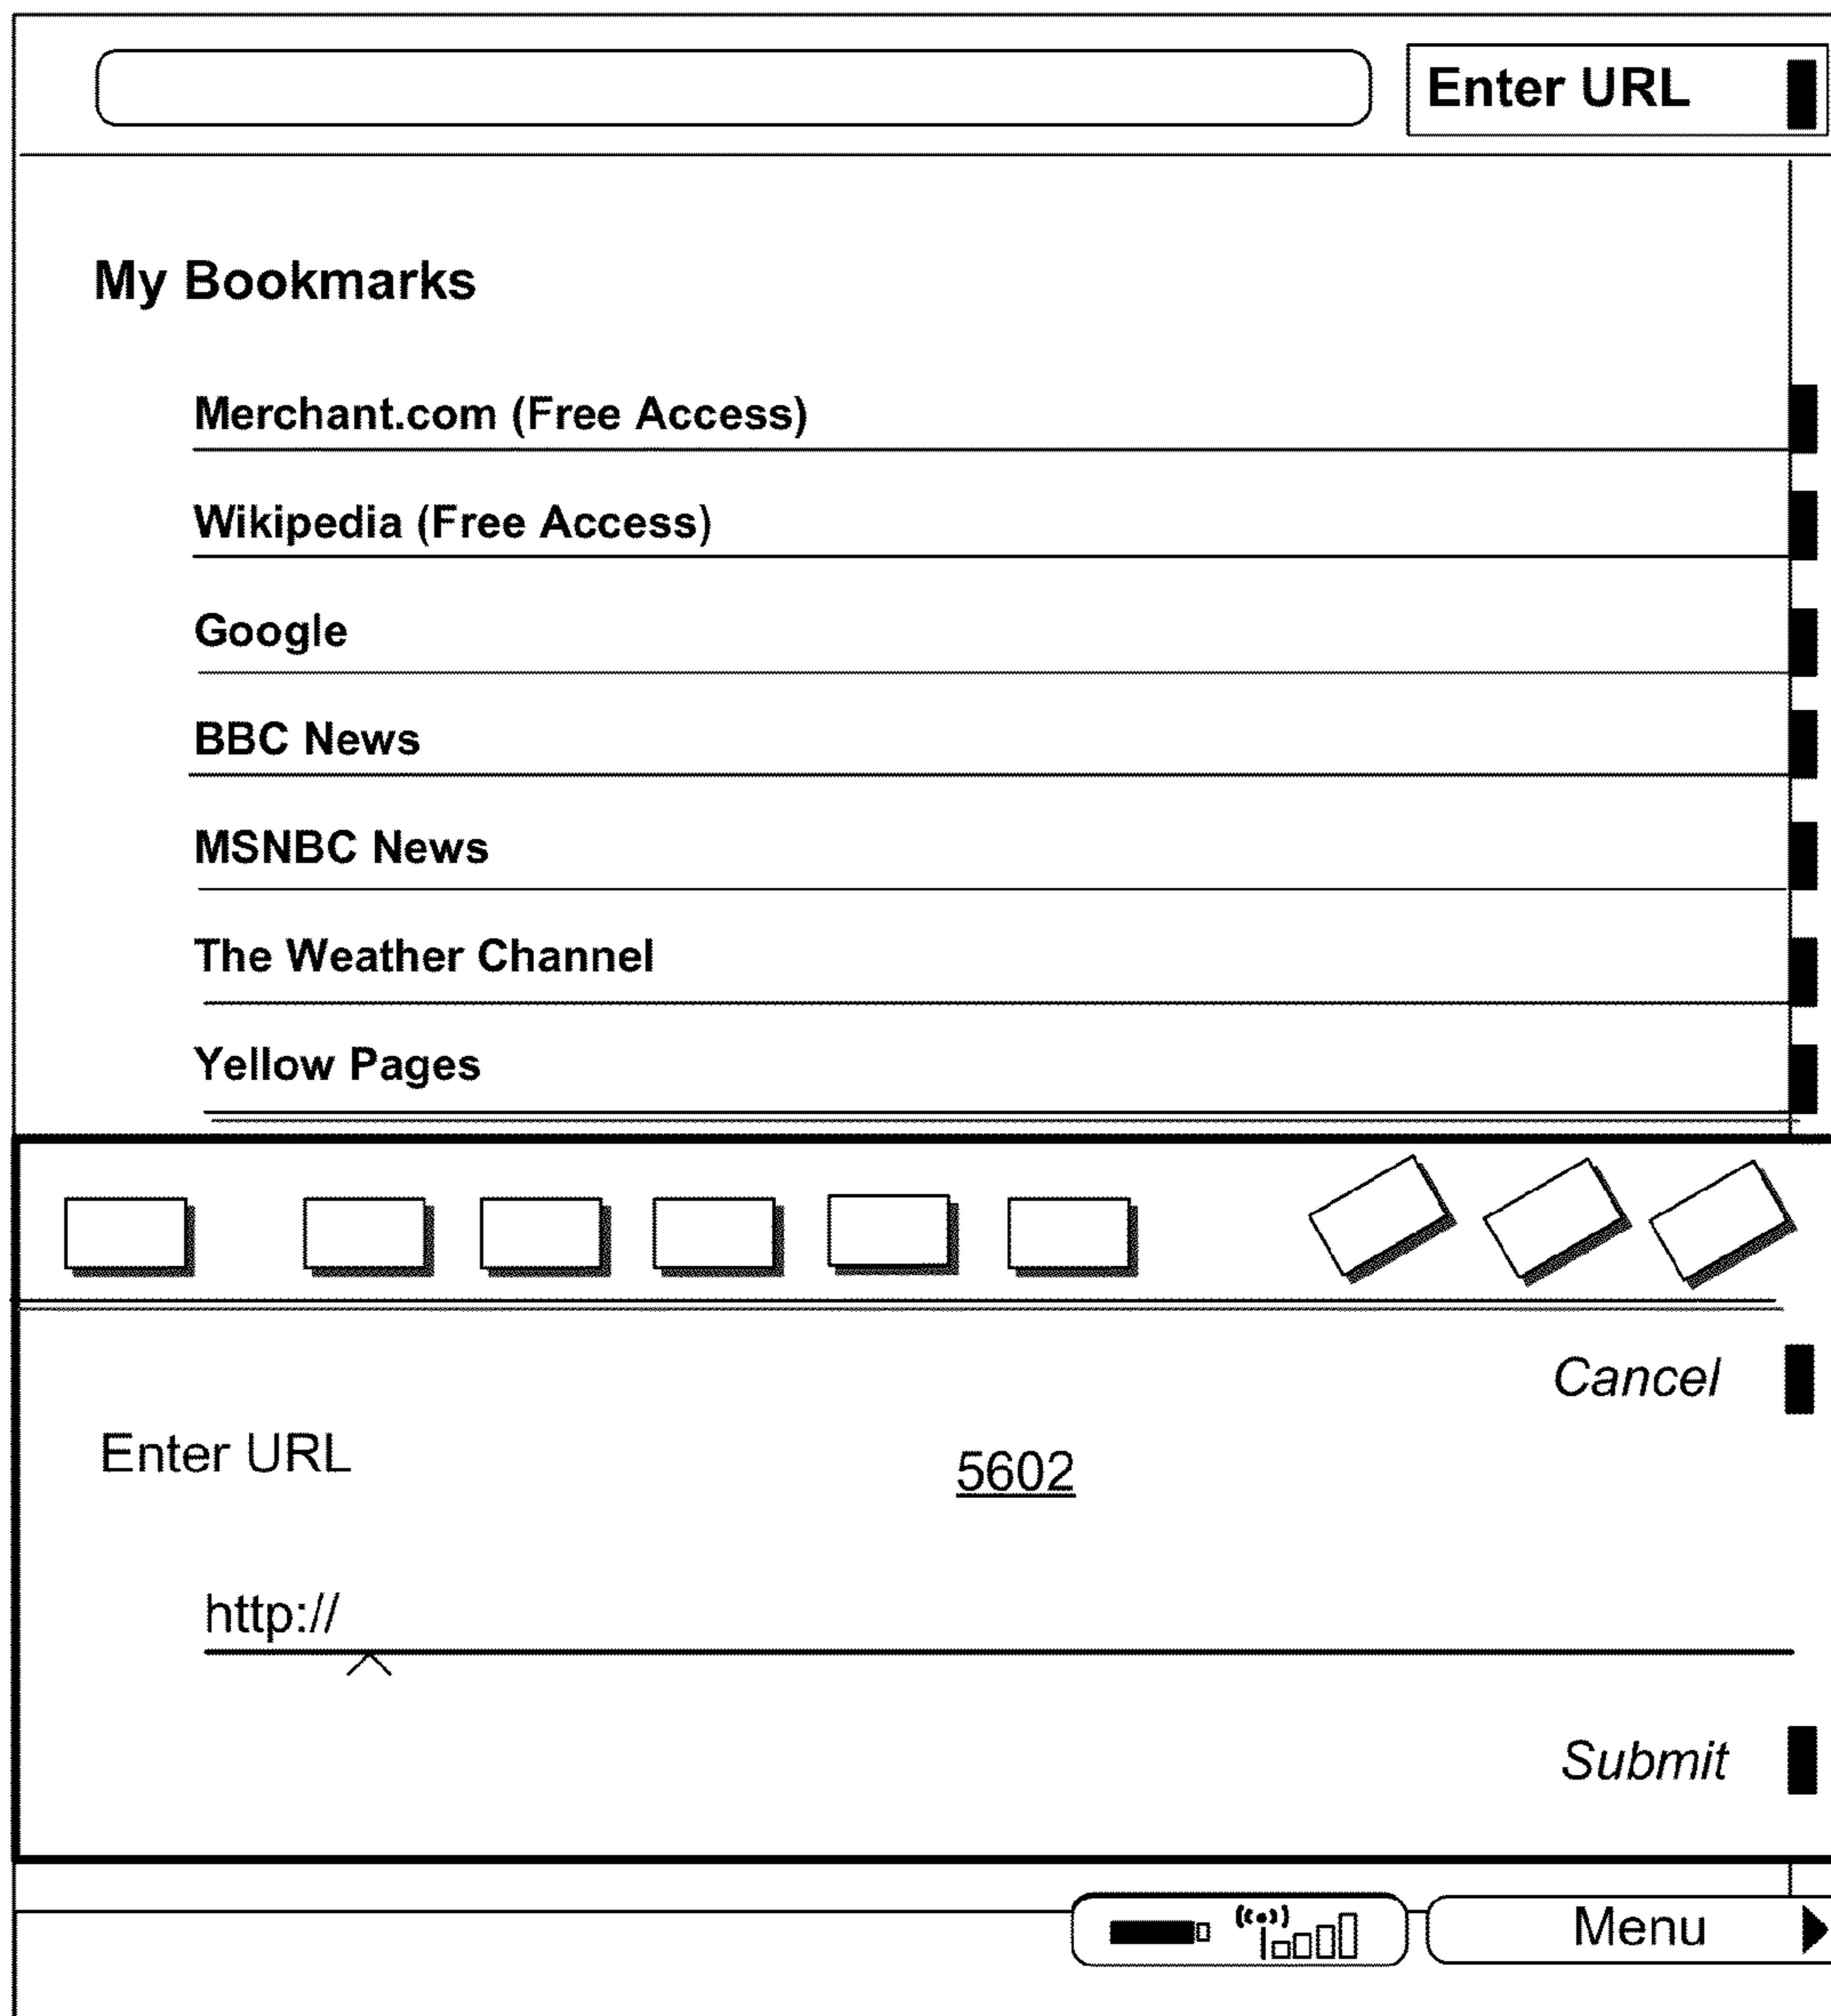 Enter URL
My Bookmarks
Merchant.com (Free Access)
Wikipedia (Free Access)
Google
BBC News
MSNBC News
The Weather Channel
Yellow Pages
Cancel
Enter URL
5602
http://
Submit
Menu